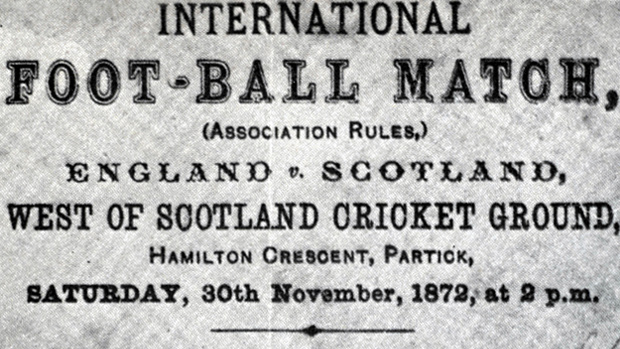 INTERNATIONAL
FOOT-BALL MATCH,
(ASSOCIATION RULES,)
ENGLAND v. SCOTLAND,
WEST OF SCOTLAND CRICKET GROUND,
HAMILTON CRESCENT, PARTICK,
SATURDAY, 30th November, 1872, at 2 p.m.